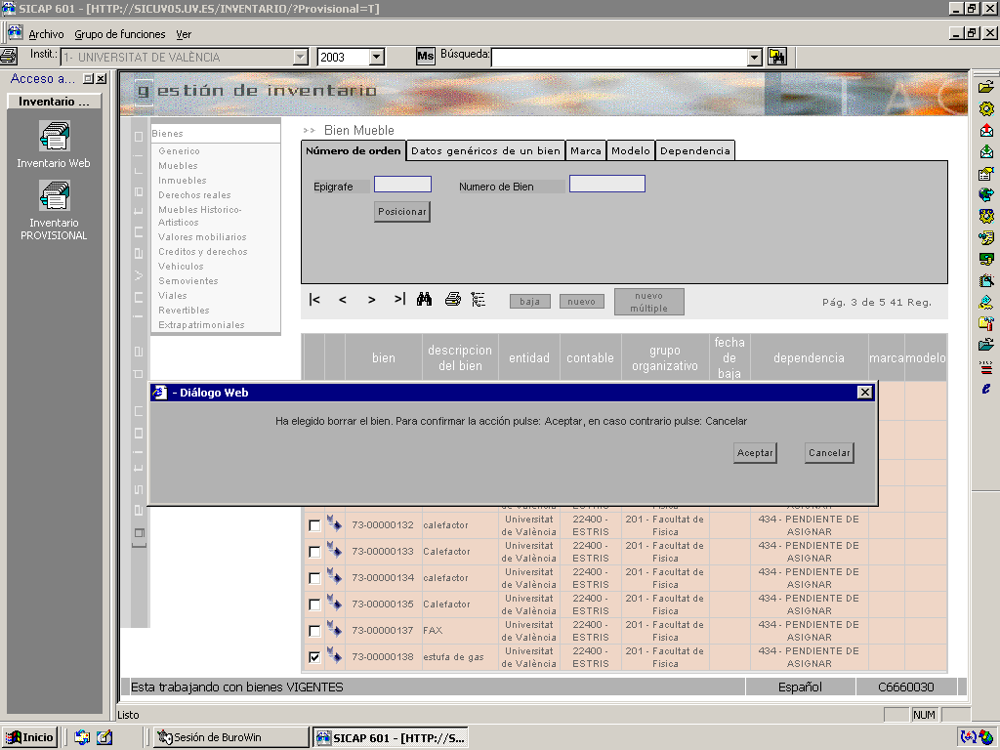 SICAP 601 - [HTTP://SICUV05.UV.ES/INVENTARIO/?Provisional=T]
Archivo Grupo de funciones Ver
Instit.: 1- UNIVERSITAT DE VALÈNCIA 2003 Ms Búsqueda:
Acceso a...
Inventario ...
Inventario Web
Inventario
PROVISIONAL
gestión de inventario
TAC
Bienes
Generico
Muebles
Inmuebles
Derechos reales
Muebles Historico-
Artisticos
Valores mobiliarios
Creditos y derechos
Vehiculos
Semovientes
Viales
Revertibles
Extrapatrimoniales
>> Bien Mueble
Número de orden Datos genéricos de un bien Marca Modelo Dependencia
Epigrafe Numero de Bien
Posicionar
|< < > >| baja nuevo nuevo
múltiple
Pág. 3 de 5 41 Reg.
bien descripcion
del bien entidad contable grupo
organizativo fecha
de
baja dependencia marca modelo
- Diálogo Web
Ha elegido borrar el bien. Para confirmar la acción pulse: Aceptar, en caso contrario pulse: Cancelar
Aceptar Cancelar
de València ESTRIS Fisica ASIGNAR
73-00000132 calefactor Universitat
de València 22400 -
ESTRIS 201 - Facultat de
Fisica 434 - PENDIENTE DE
ASIGNAR
73-00000133 Calefactor Universitat
de València 22400 -
ESTRIS 201 - Facultat de
Fisica 434 - PENDIENTE DE
ASIGNAR
73-00000134 calefactor Universitat
de València 22400 -
ESTRIS 201 - Facultat de
Fisica 434 - PENDIENTE DE
ASIGNAR
73-00000135 Calefactor Universitat
de València 22400 -
ESTRIS 201 - Facultat de
Fisica 434 - PENDIENTE DE
ASIGNAR
73-00000137 FAX Universitat
de València 22400 -
ESTRIS 201 - Facultat de
Fisica 434 - PENDIENTE DE
ASIGNAR
73-00000138 estufa de gas Universitat
de València 22400 -
ESTRIS 201 - Facultat de
Fisica 434 - PENDIENTE DE
ASIGNAR
Esta trabajando con bienes VIGENTES Español C6660030
Listo NUM
Inicio Sesión de BuroWin SICAP 601 - [HTTP://S...